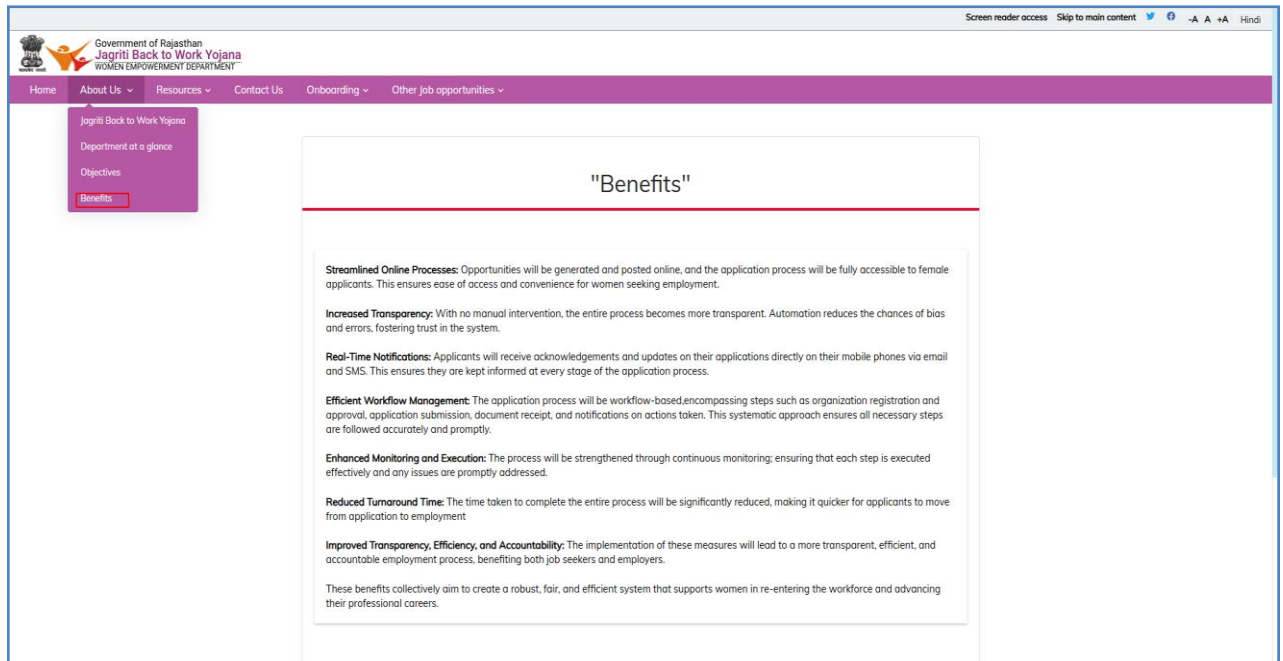 Screen reader access Skip to main content -A A +A Hindi
Government of Rajasthan
Jagriti Back to Work Yojana
WOMEN EMPOWERMENT DEPARTMENT
Home About Us Resources Contact Us Onboarding Other Job opportunities
Jagriti Back to Work Yojana
Department at a glance
Objectives
Benefits
"Benefits"
Streamlined Online Processes: Opportunities will be generated and posted online, and the application process will be fully accessible to female
applicants. This ensures ease of access and convenience for women seeking employment.
Increased Transparency: With no manual intervention, the entire process becomes more transparent. Automation reduces the chances of bias
and errors, fostering trust in the system.
Real-Time Notifications: Applicants will receive acknowledgements and updates on their applications directly on their mobile phones via email
and SMS. This ensures they are kept informed at every stage of the application process.
Efficient Workflow Management: The application process will be workflow-based,encompassing steps such as organization registration and
approval, application submission, document receipt, and notifications on actions taken. This systematic approach ensures all necessary steps
are followed accurately and promptly.
Enhanced Monitoring and Execution: The process will be strengthened through continuous monitoring; ensuring that each step is executed
effectively and any issues are promptly addressed.
Reduced Turnaround Time: The time taken to complete the entire process will be significantly reduced, making it quicker for applicants to move
from application to employment
Improved Transparency, Efficiency, and Accountability: The implementation of these measures will lead to a more transparent, efficient, and
accountable employment process, benefiting both job seekers and employers.
These benefits collectively aim to create a robust, fair, and efficient system that supports women in re-entering the workforce and advancing
their professional careers.